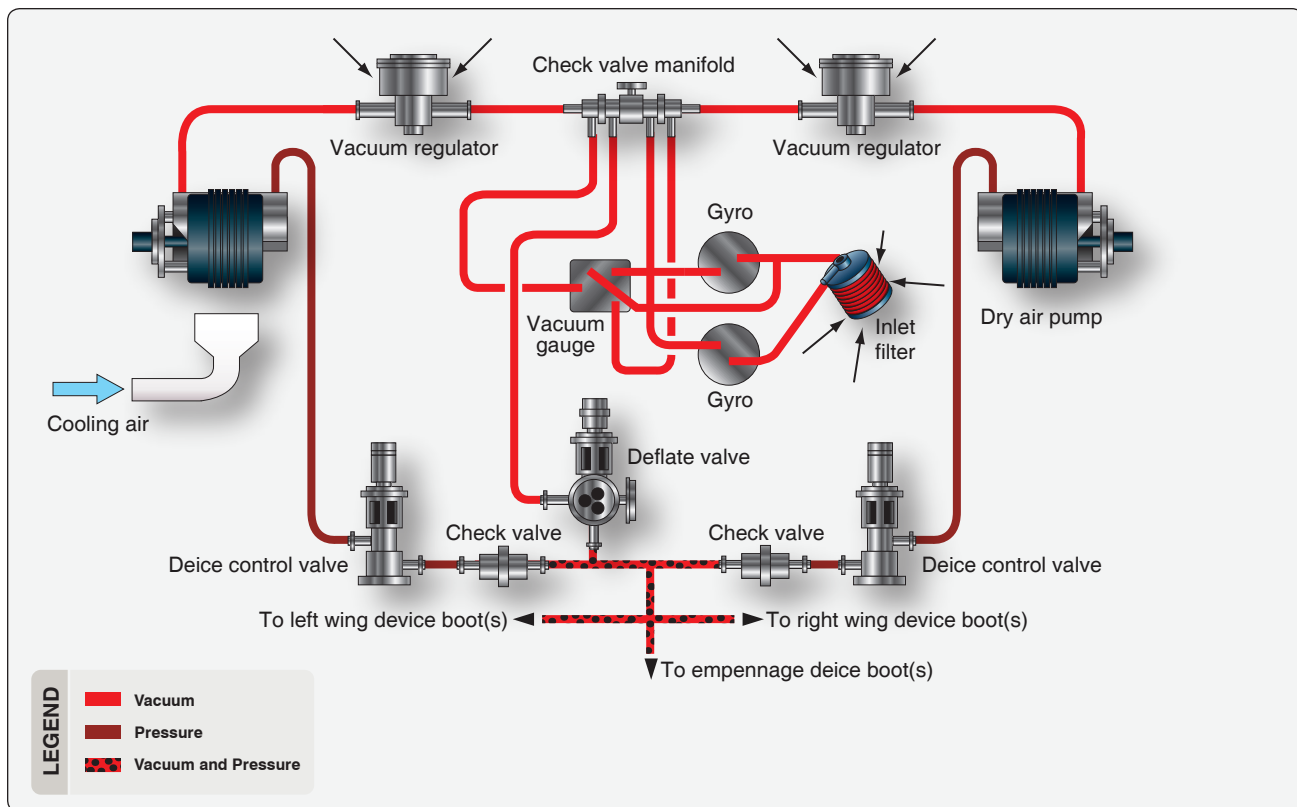 Check valve manifold
Vacuum regulator
Vacuum regulator
Gyro
Vacuum
gauge
Inlet
filter
Dry air pump
Gyro
Cooling air
Deflate valve
Check valve
Check valve
Deice control valve
Deice control valve
To left wing device boot(s)
To right wing device boot(s)
To empennage deice boot(s)
LEGEND
Vacuum
Pressure
Vacuum and Pressure